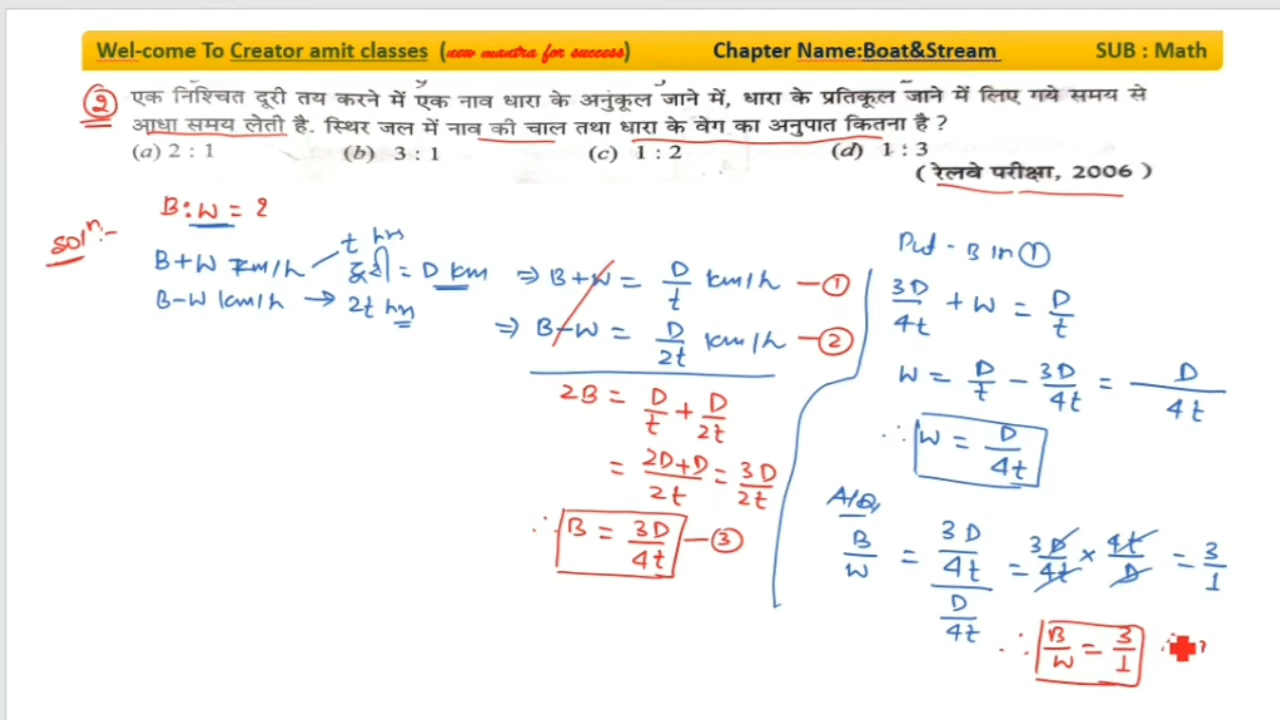 Wel-come To Creator amit classes (new mantra for success) Chapter Name:Boat&Stream SUB : Math
2 एक निश्चित दूरी तय करने में एक नाव धारा के अनुकूल जाने में, धारा के प्रतिकूल जाने में लिए गये समय से
आधा समय लेती है. स्थिर जल में नाव की चाल तथा धारा के वेग का अनुपात कितना है ?
(a) 2 : 1 (b) 3 : 1 (c) 1 : 2 (d) 1 : 3
( रेलवे परीक्षा, 2006 )
Solⁿ:-
B:W = ?
B+W km/h t hrs
दूरी = D km
B-W km/h → 2t hrs
⇒ B+W = D/t km/h —①
⇒ B-W = D/2t km/h —②
2B = D/t + D/2t
= 2D+D/2t = 3D/2t
∴ B = 3D/4t —③
Put - B in ①
3D/4t + W = D/t
W = D/t - 3D/4t = D/4t
∴ W = D/4t
A/Q,
B/W = 3D/4t / D/4t = 3D/4t × 4t/D = 3/1
∴ B/W = 3/1